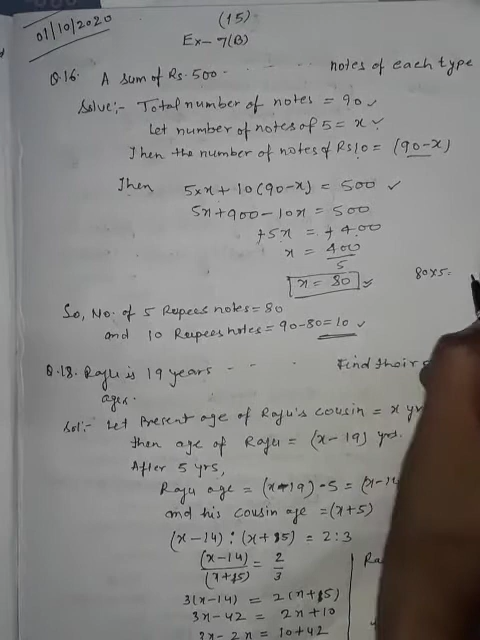 01/10/2020
(15)
Ex-7(B)
Q.16. A sum of Rs. 500 - - - - - - notes of each type
Solve:- Total number of notes = 90 ✓
Let number of notes of 5 = x ✓
Then the number of notes of Rs10 = (90-x)
Then 5xx + 10(90-x) = 500 ✓
5x+900-10x = 500
+5x = +400
x = 400/5
x = 80
80x5=
So, No. of 5 Rupees notes = 80
and 10 Rupees notes = 90-80=10 ✓
Q.18. Raju is 19 years - - - Find their
ages.
Sol:- Let Present age of Raju's cousin = x yr
then age of Raju = (x-19) yrs.
After 5 yrs,
Raju age = (x-19)+5 = (x-14
and his cousin age = (x+5)
(x-14) : (x+5) = 2:3
(x-14)/(x+5) = 2/3
3(x-14) = 2(x+5)
3x-42 = 2x+10
3x-2x = 10+42